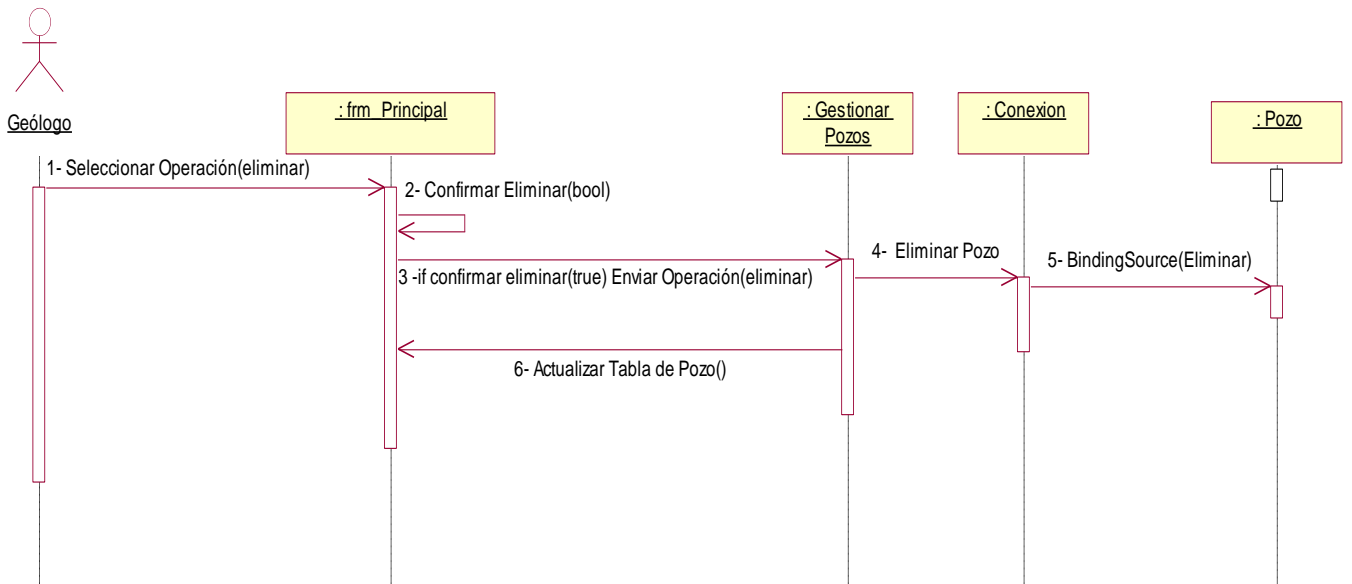 Geólogo
: frm_Principal
: Gestionar
Pozos
: Conexion
: Pozo
1- Seleccionar Operación(eliminar)
2- Confirmar Eliminar(bool)
3 -if confirmar eliminar(true) Enviar Operación(eliminar)
4- Eliminar Pozo
5- BindingSource(Eliminar)
6- Actualizar Tabla de Pozo()